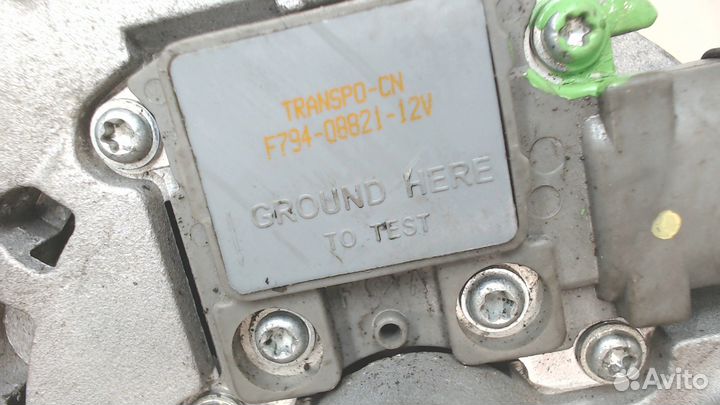 TRANSPO-CN
F794-08821-12V
GROUND HERE
TO TEST
Avito